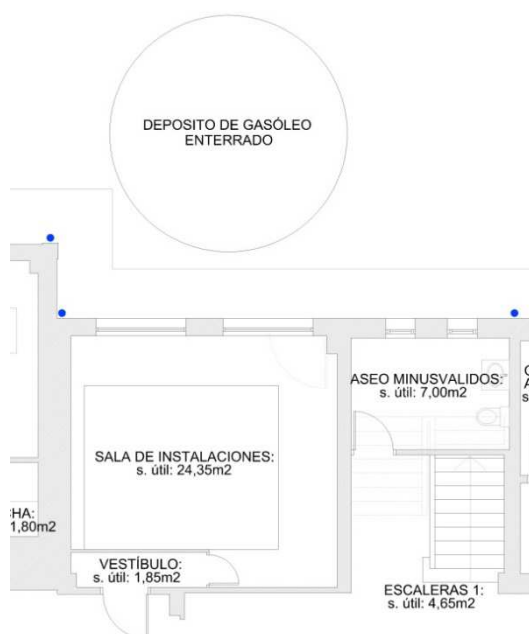 DEPOSITO DE GASÓLEO
ENTERRADO
ASEO MINUSVALIDOS:
s. útil: 7,00m2
SALA DE INSTALACIONES:
s. útil: 24,35m2
CHA:
1,80m2
VESTÍBULO:
s. útil: 1,85m2
ESCALERAS 1:
s. útil: 4,65m2